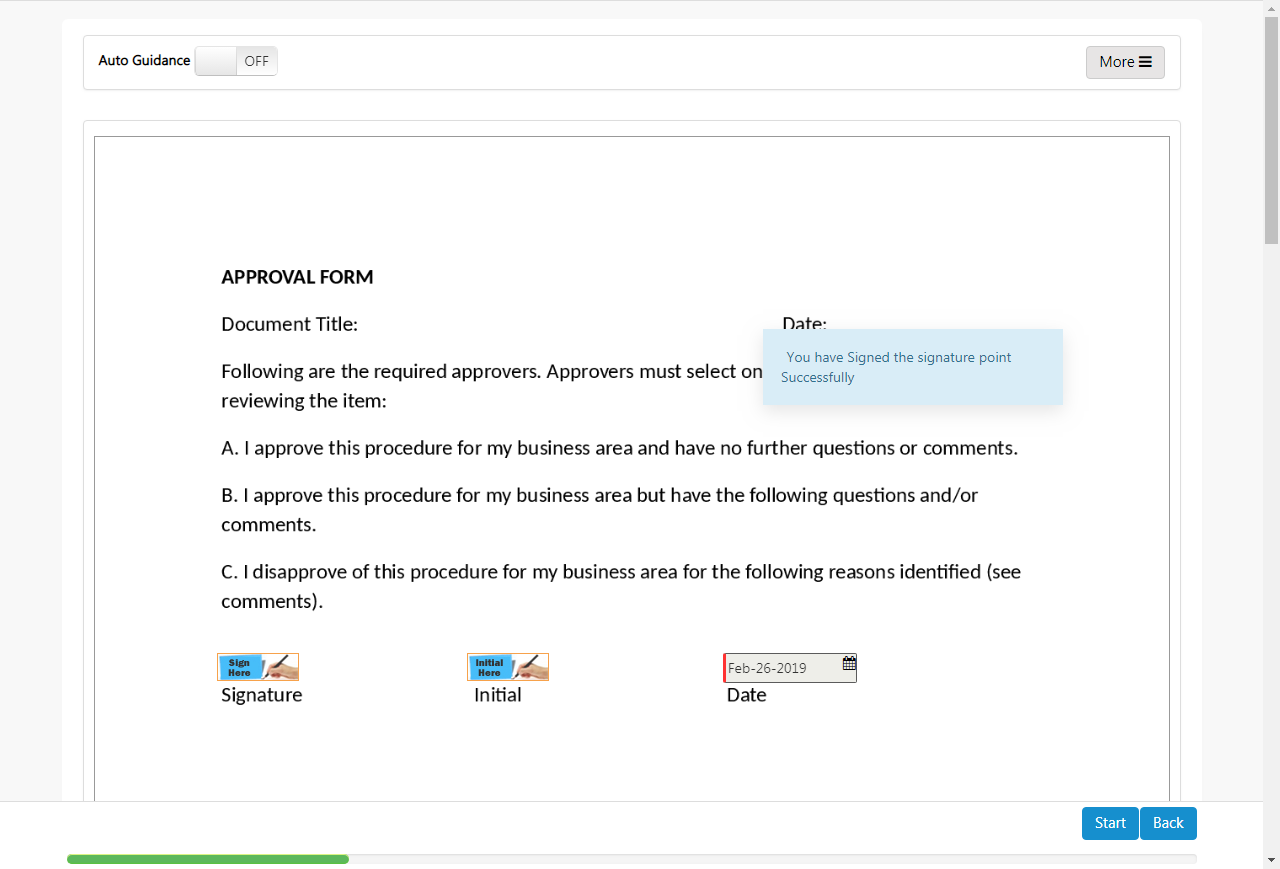 Auto Guidance OFF More
APPROVAL FORM
Document Title: Date:
You have Signed the signature point
Successfully
Following are the required approvers. Approvers must select on
reviewing the item:
A. I approve this procedure for my business area and have no further questions or comments.
B. I approve this procedure for my business area but have the following questions and/or
comments.
C. I disapprove of this procedure for my business area for the following reasons identified (see
comments).
Sign
Here
Initial
Here
Feb-26-2019
Signature Initial Date
Start Back